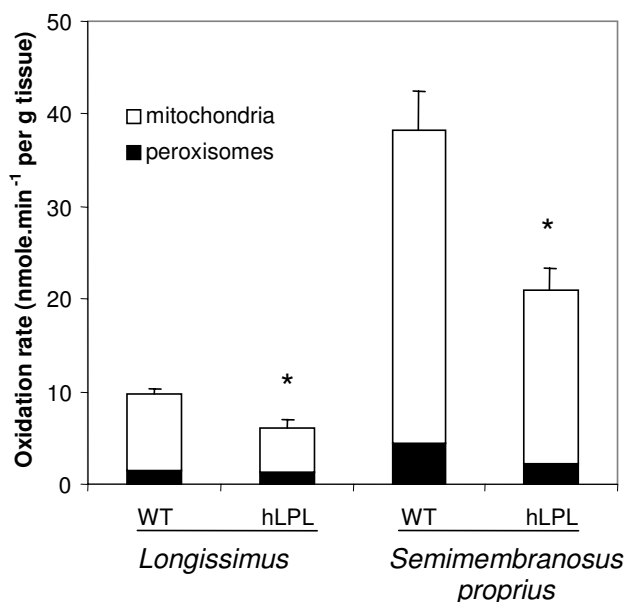 Oxidation rate (nmole.min⁻¹ per g tissue)
50
40
30
20
10
0
mitochondria
peroxisomes
*
*
WT hLPL WT hLPL
Longissimus Semimembranosus
proprius